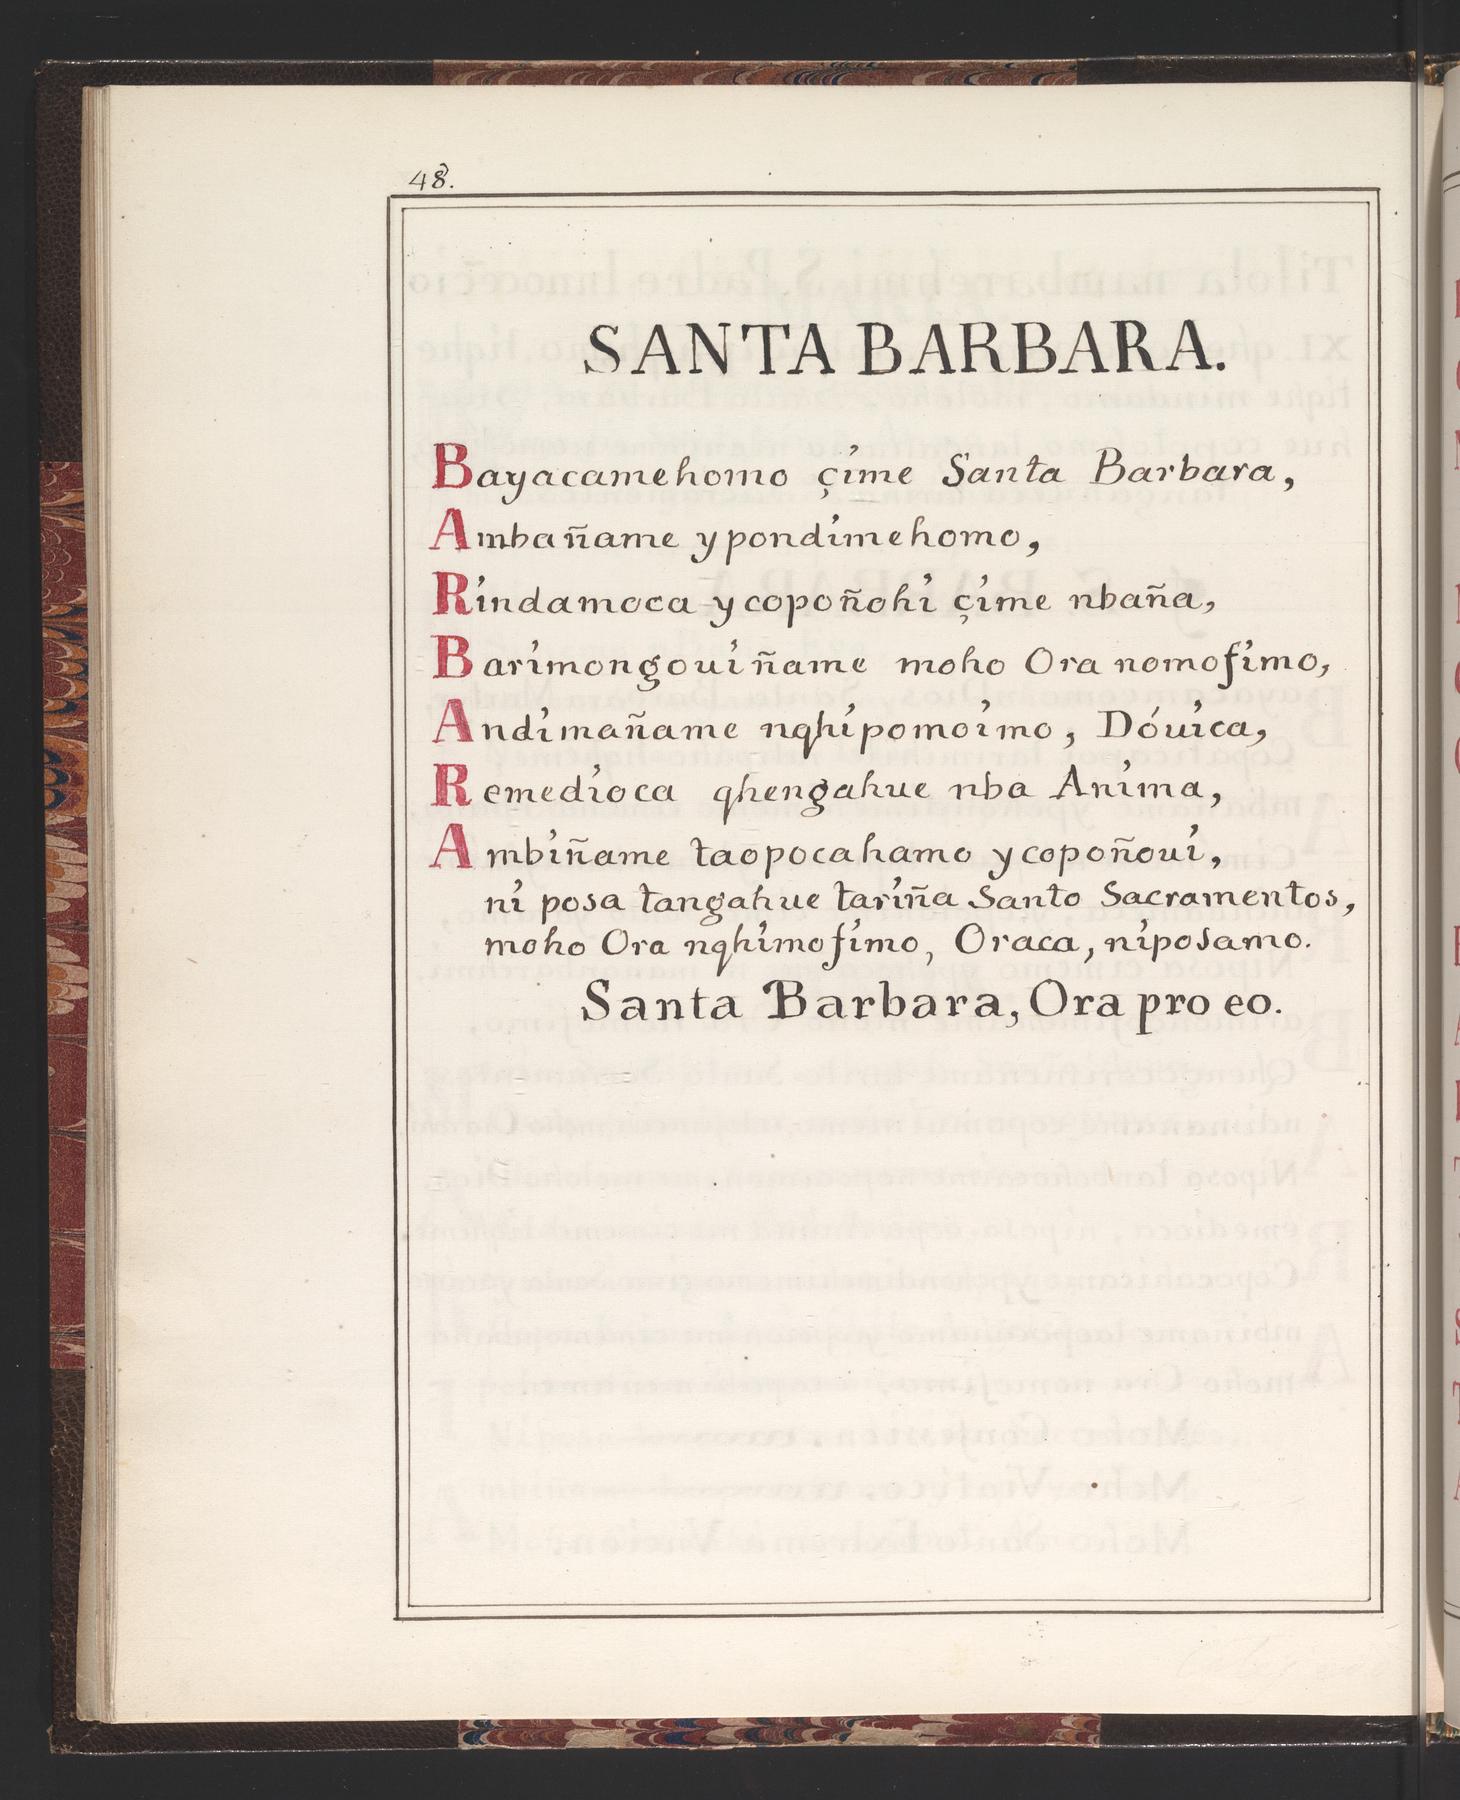 48.
SANTA BARBARA.
Bayacamehomo çime Santa Barbara,
Ambañame ypondimehomo,
Rindamoca ycopoñohi çime nbaña,
Barimongouiñame moho Ora nomofimo,
Andimañame nqhipomoimo, Dóuica,
Remedioca qhengahue nba Anima,
Ambiñame taopocahamo ycopoñoui,
ni posa tangahue tariña Santo Sacramentos,
moho Ora nqhimofimo, Oraca, niposamo.
Santa Barbara, Ora pro eo.